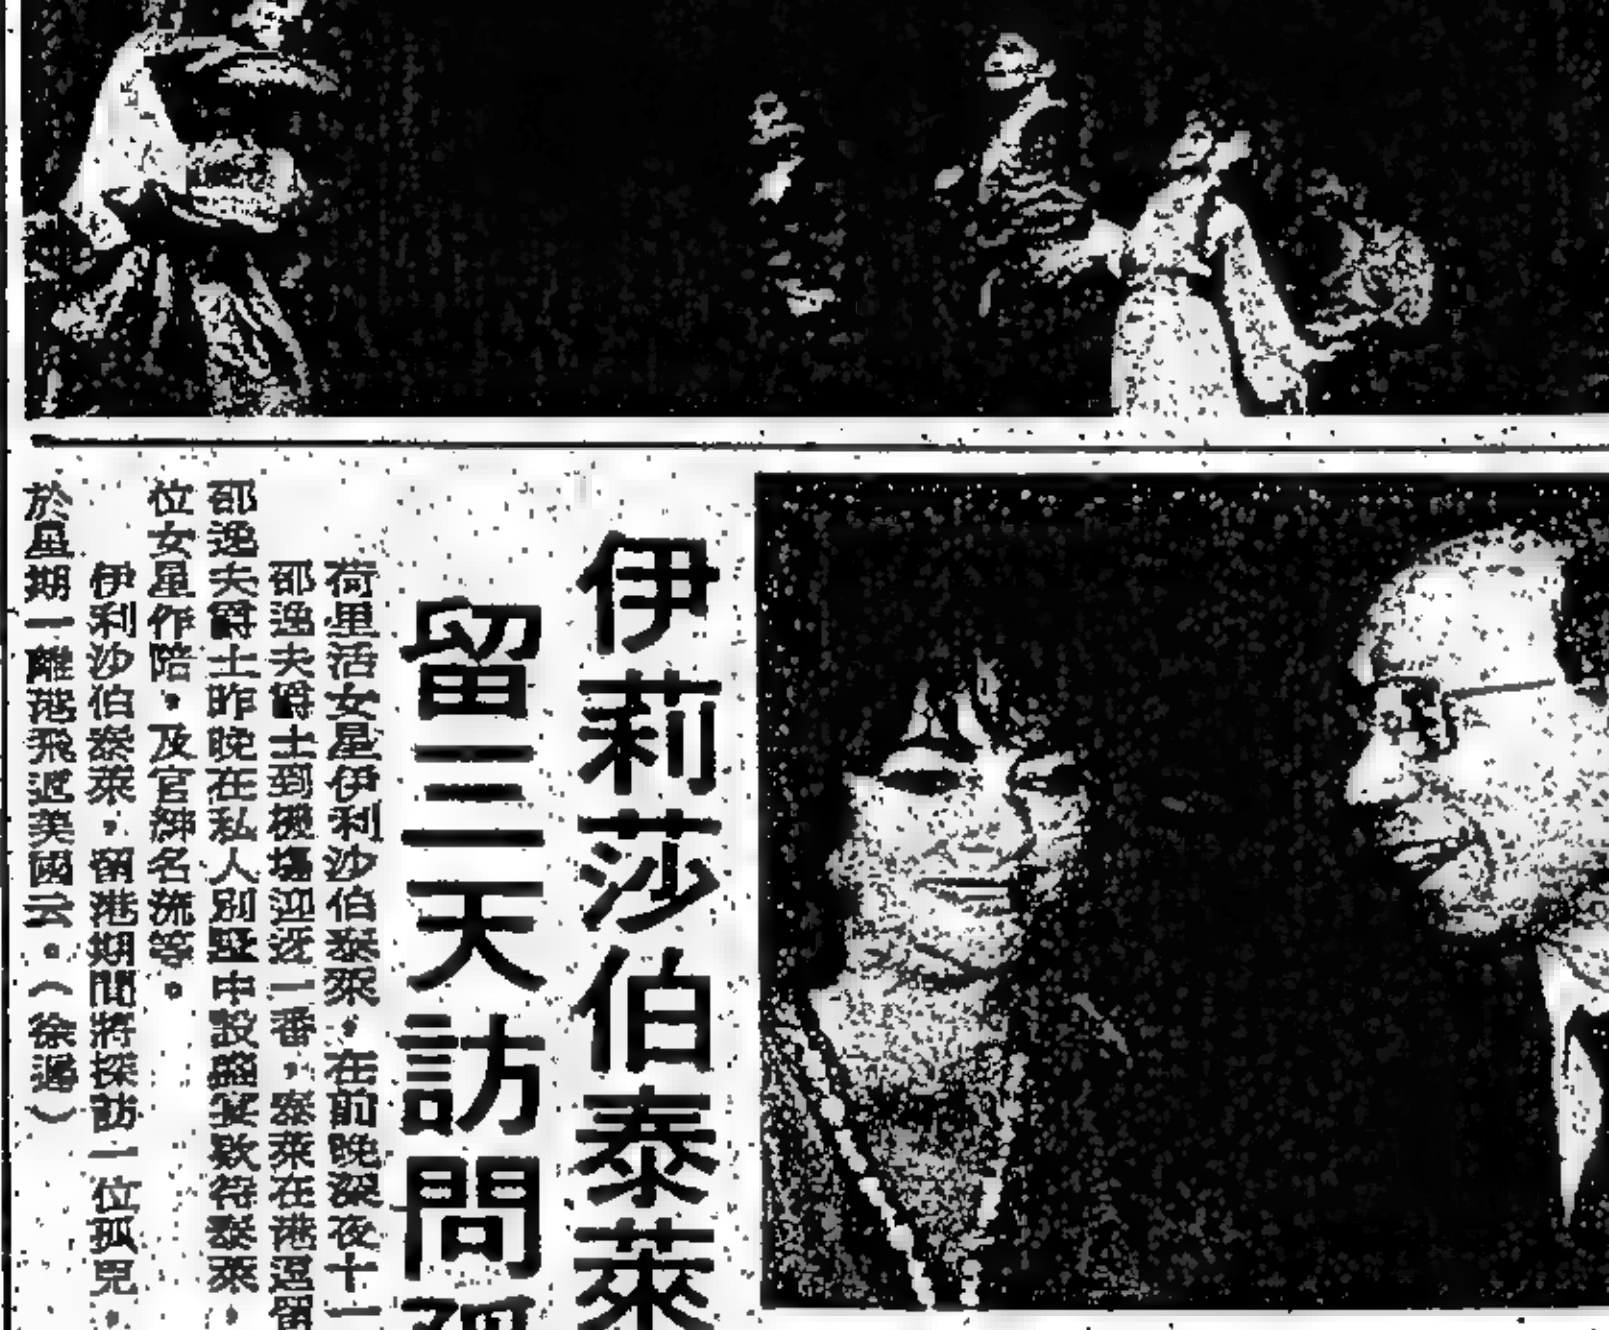 伊莉莎伯泰萊
留三天訪問孤
荷里活女星伊利沙伯泰萊，在前晚深夜十一
邵逸夫爵士到機場迎迓一番，泰萊在港逗留
邵逸夫爵士昨晚在私人別墅中設盛宴欵待泰萊，
位女星作陪，及官紳名流等。
伊利沙伯泰萊，留港期間將探訪一位孤兒，
於星期一離港飛返美國云。（徐）